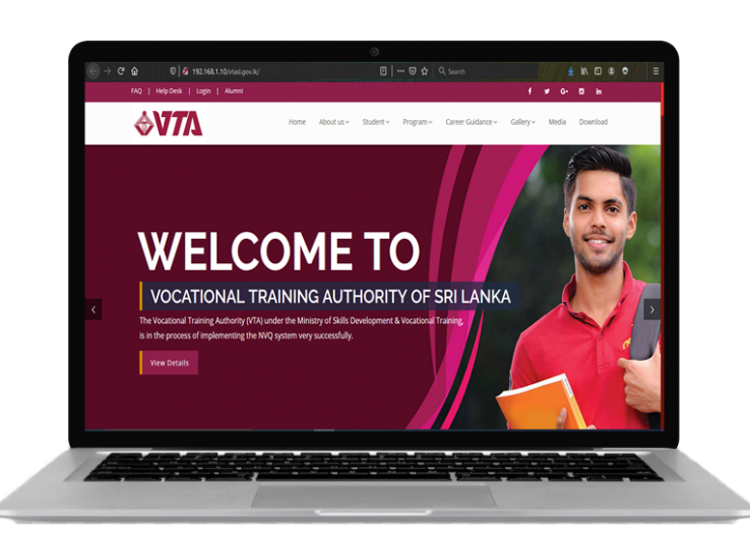 192.168.1.10/vtasl.gov.lk/
Search
FAQ | Help Desk | Login | Alumni
VTA
Home About us Student Program Career Guidance Gallery Media Download
WELCOME TO
VOCATIONAL TRAINING AUTHORITY OF SRI LANKA
The Vocational Training Authority (VTA) under the Ministry of Skills Development & Vocational Training,
is in the process of implementing the NVQ system very successfully.
View Details